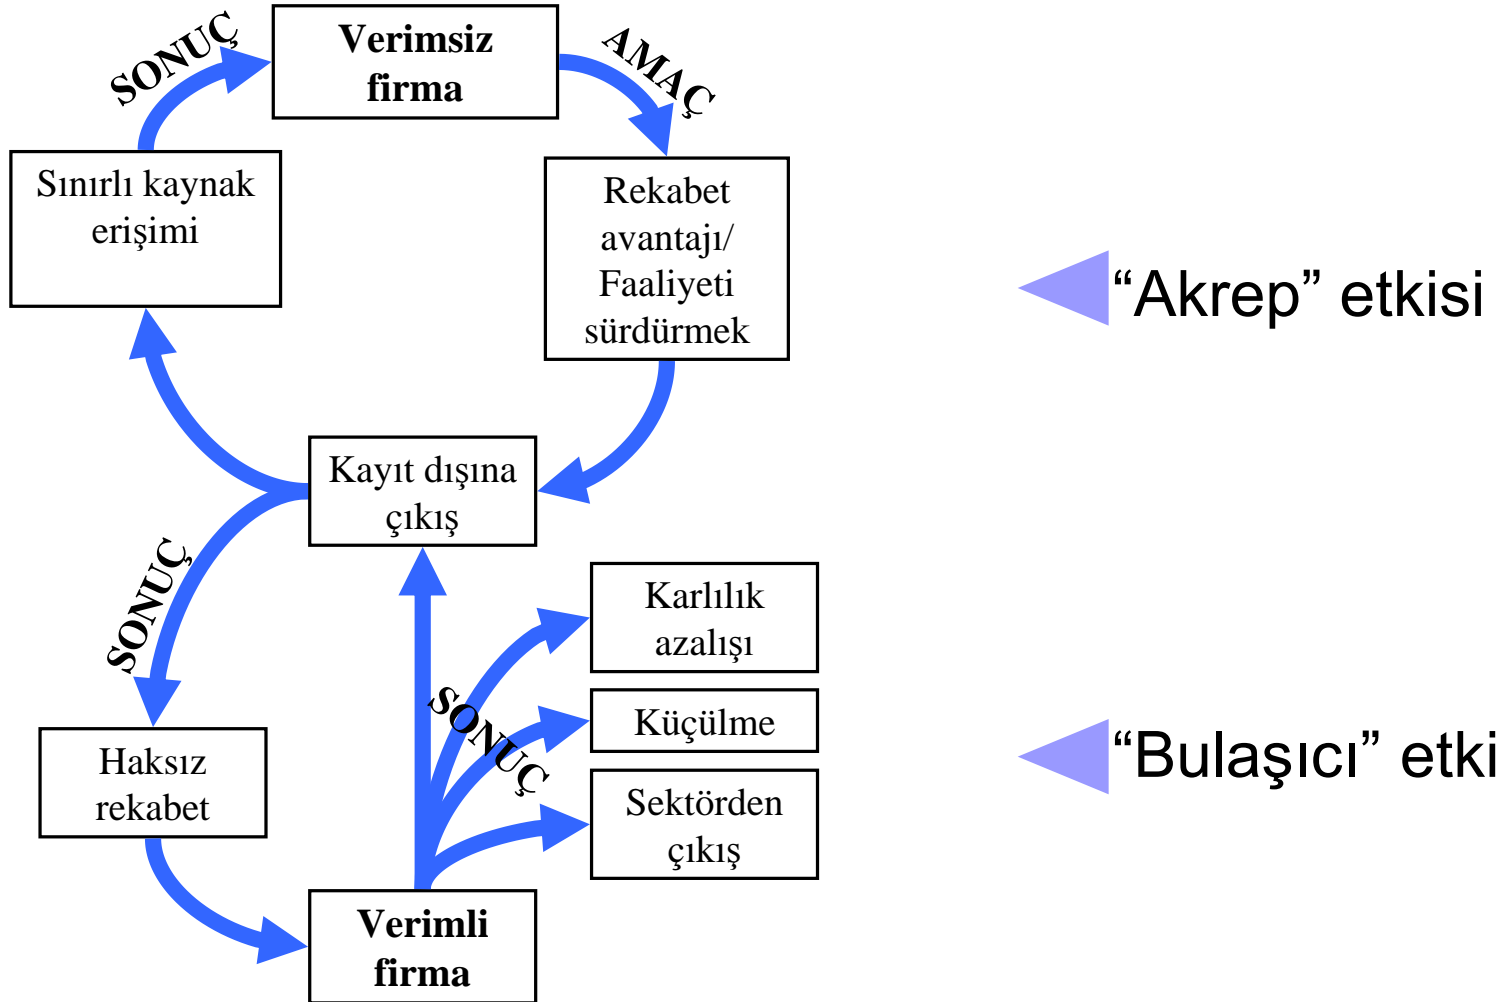 SONUÇ
Verimsiz
firma
AMAÇ
Sınırlı kaynak
erişimi
Rekabet
avantajı/
Faaliyeti
sürdürmek
“Akrep” etkisi
Kayıt dışına
çıkış
SONUÇ
Karlılık
azalışı
SONUÇ
Küçülme
“Bulaşıcı” etki
Haksız
rekabet
Sektörden
çıkış
Verimli
firma